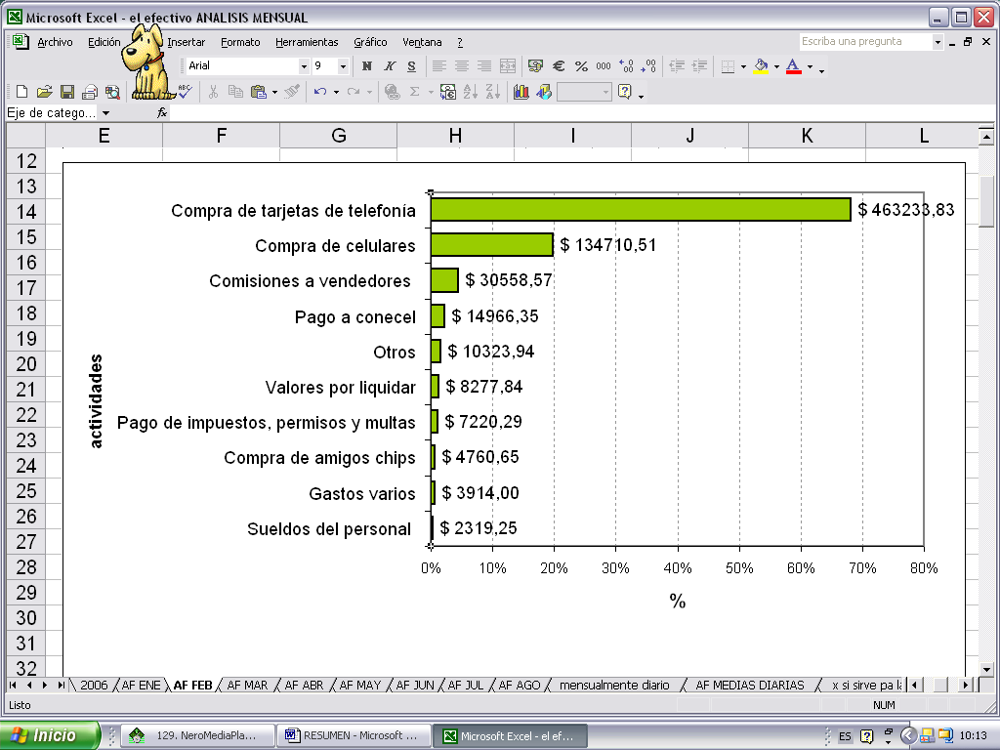 Microsoft Excel - el efectivo ANALISIS MENSUAL
Archivo Edición Insertar Formato Herramientas Gráfico Ventana ?
Escriba una pregunta
Arial 9 N K S € % 000
Eje de catego... fx
E F G H I J K L
12
13
14
15
16
17
18
19
20
21
22
23
24
25
26
27
28
29
30
31
32
actividades
Compra de tarjetas de telefonía $ 463233,83
Compra de celulares $ 134710,51
Comisiones a vendedores $ 30558,57
Pago a conecel $ 14966,35
Otros $ 10323,94
Valores por liquidar $ 8277,84
Pago de impuestos, permisos y multas $ 7220,29
Compra de amigos chips $ 4760,65
Gastos varios $ 3914,00
Sueldos del personal $ 2319,25
0% 10% 20% 30% 40% 50% 60% 70% 80%
%
2006 AF ENE AF FEB AF MAR AF ABR AF MAY AF JUN AF JUL AF AGO mensualmente diario AF MEDIAS DIARIAS x si sirve pa la
Listo NUM
Inicio 129. NeroMediaPla... RESUMEN - Microsoft ... Microsoft Excel - el ef... ES 10:13